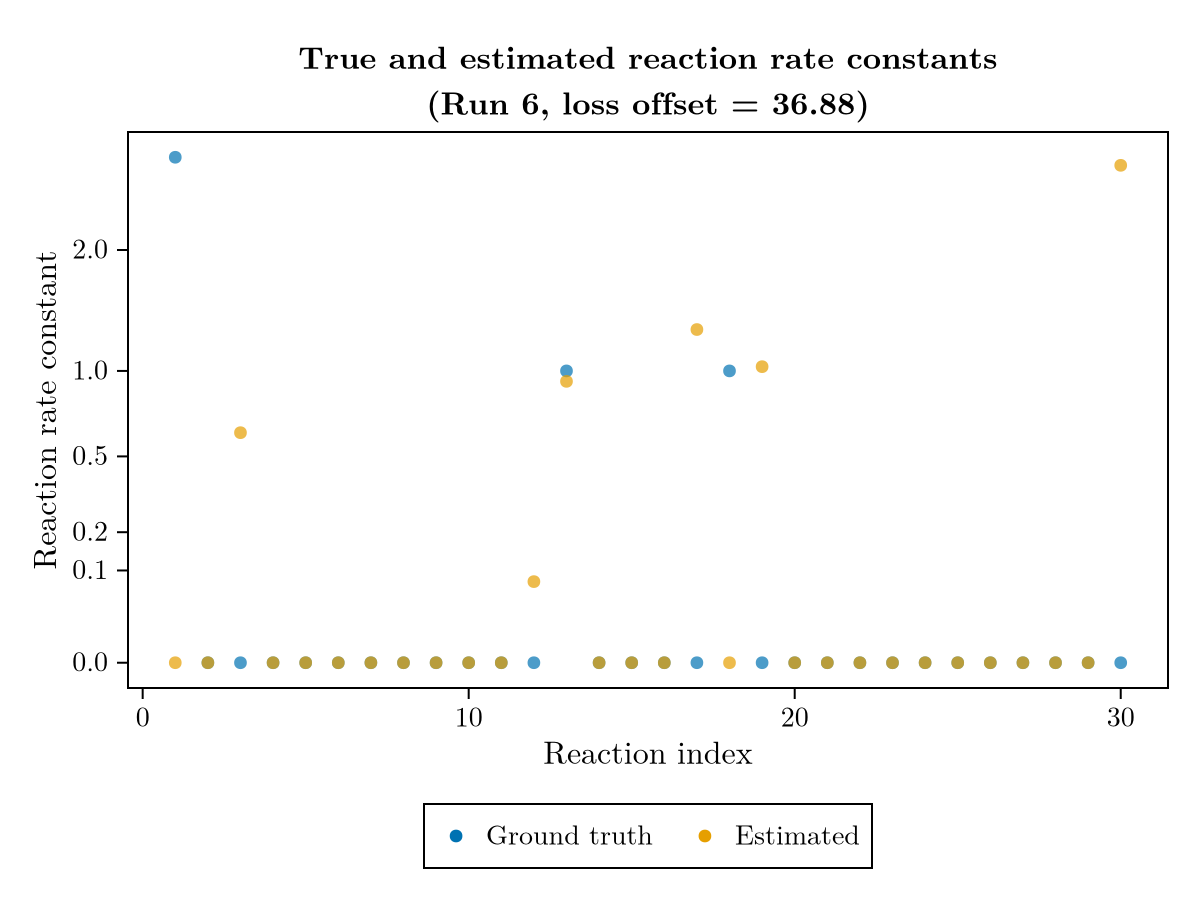 True and estimated reaction rate constants
(Run 6, loss offset = 36.88)
Reaction rate constant
2.0
1.0
0.5
0.2
0.1
0.0
0 10 20 30
Reaction index
Ground truth Estimated